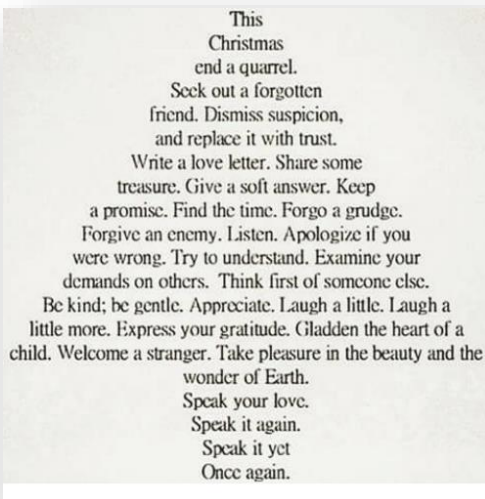 This
Christmas
end a quarrel.
Seek out a forgotten
friend. Dismiss suspicion,
and replace it with trust.
Write a love letter. Share some
treasure. Give a soft answer. Keep
a promise. Find the time. Forgo a grudge.
Forgive an enemy. Listen. Apologize if you
were wrong. Try to understand. Examine your
demands on others. Think first of someone else.
Be kind; be gentle. Appreciate. Laugh a little. Laugh a
little more. Express your gratitude. Gladden the heart of a
child. Welcome a stranger. Take pleasure in the beauty and the
wonder of Earth.
Speak your love.
Speak it again.
Speak it yet
Once again.